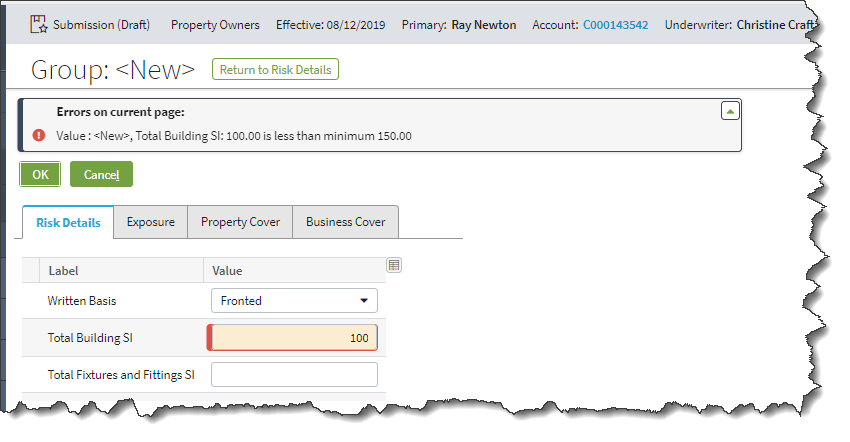 Submission (Draft) Property Owners Effective: 08/12/2019 Primary: Ray Newton Account: C000143542 Underwriter: Christine Craft
Group: <New> Return to Risk Details
Errors on current page:
Value : <New>, Total Building SI: 100.00 is less than minimum 150.00
OK Cancel
Risk Details Exposure Property Cover Business Cover
Label Value
Written Basis Fronted
Total Building SI 100
Total Fixtures and Fittings SI